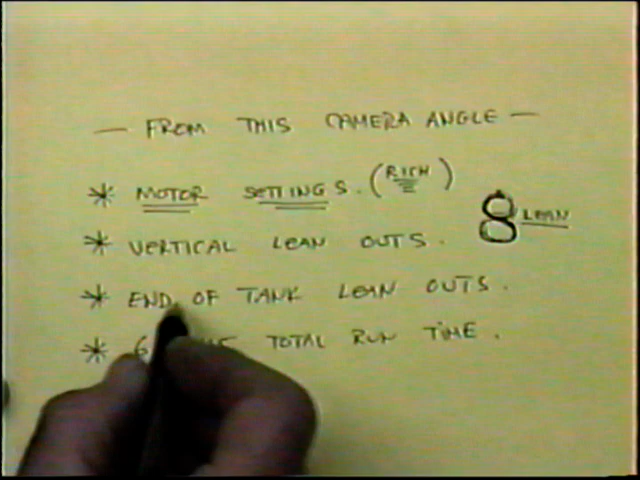 — FROM THIS CAMERA ANGLE —
* MOTOR SETTINGS. (RICH)
8 LEAN
* VERTICAL LEAN OUTS.
* END OF TANK LEAN OUTS.
* TOTAL RUN TIME.